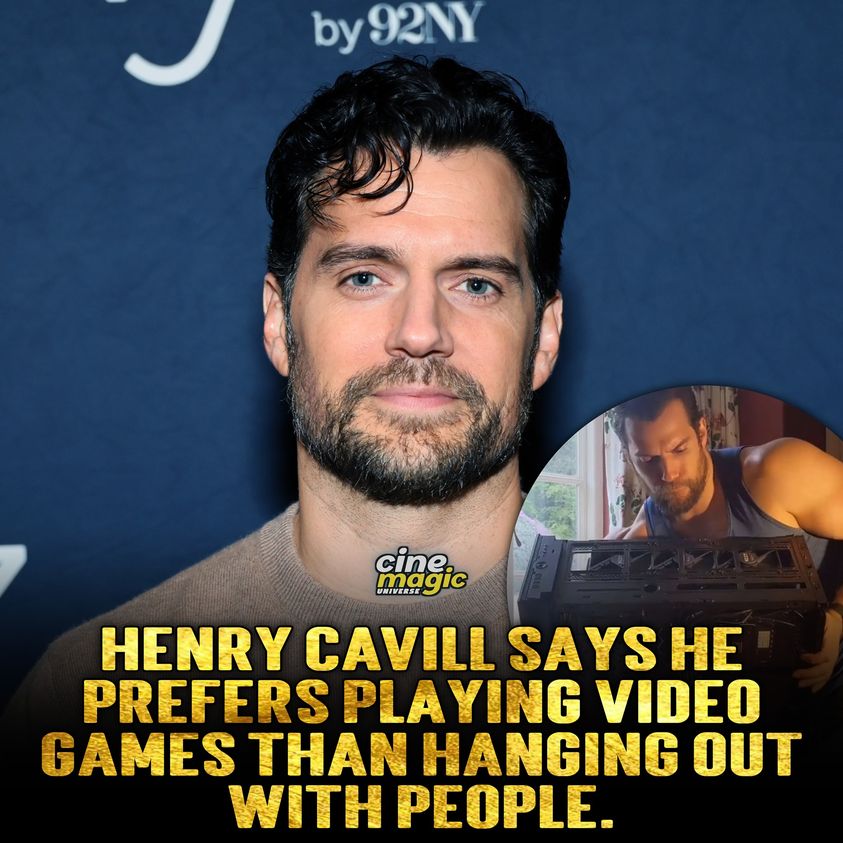 by 92NY
cine
magic
UNIVERSE
HENRY CAVILL SAYS HE
PREFERS PLAYING VIDEO
GAMES THAN HANGING OUT
WITH PEOPLE.